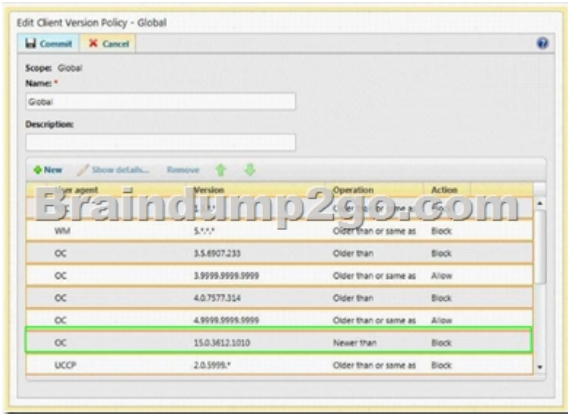 Edit Client Version Policy - Global
Commit Cancel
Scope: Global
Name: *
Global
Description:
New Show details... Remove
User agent Version Operation Action
Braindump2go.com
WM 5.*.*.* Older than or same as Block
OC 3.5.6907.233 Older than Block
OC 3.9999.9999.9999 Older than or same as Allow
OC 4.0.7577.314 Older than Block
OC 4.9999.9999.9999 Older than or same as Allow
OC 15.0.3612.1010 Newer than Block
UCCP 2.0.5999.* Older than or same as Block